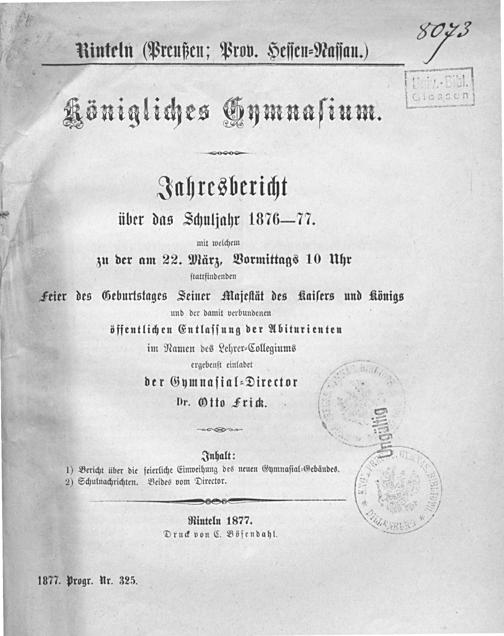 8073
Rinteln (Preußen; Prov. Hessen-Nassau.)
Univ.-Bibl.
Giessen
Königliches Gymnasium.
Jahresbericht
über das Schuljahr 1876—77.
mit welchem
zu der am 22. März, Vormittags 10 Uhr
stattfindenden
Feier des Geburtstages Seiner Majestät des Kaisers und Königs
und der damit verbundenen
öffentlichen Entlassung der Abiturienten
im Namen des Lehrer-Collegiums
ergebenst einladet
der Gymnasial-Director
Dr. Otto Frick.
Ungültig
Inhalt:
1) Bericht über die feierliche Einweihung des neuen Gymnasial-Gebäudes.
2) Schulnachrichten. Beides vom Director.
DILLENBURG
Rinteln 1877.
Druck von C. Bösendahl.
1877. Progr. Nr. 325.